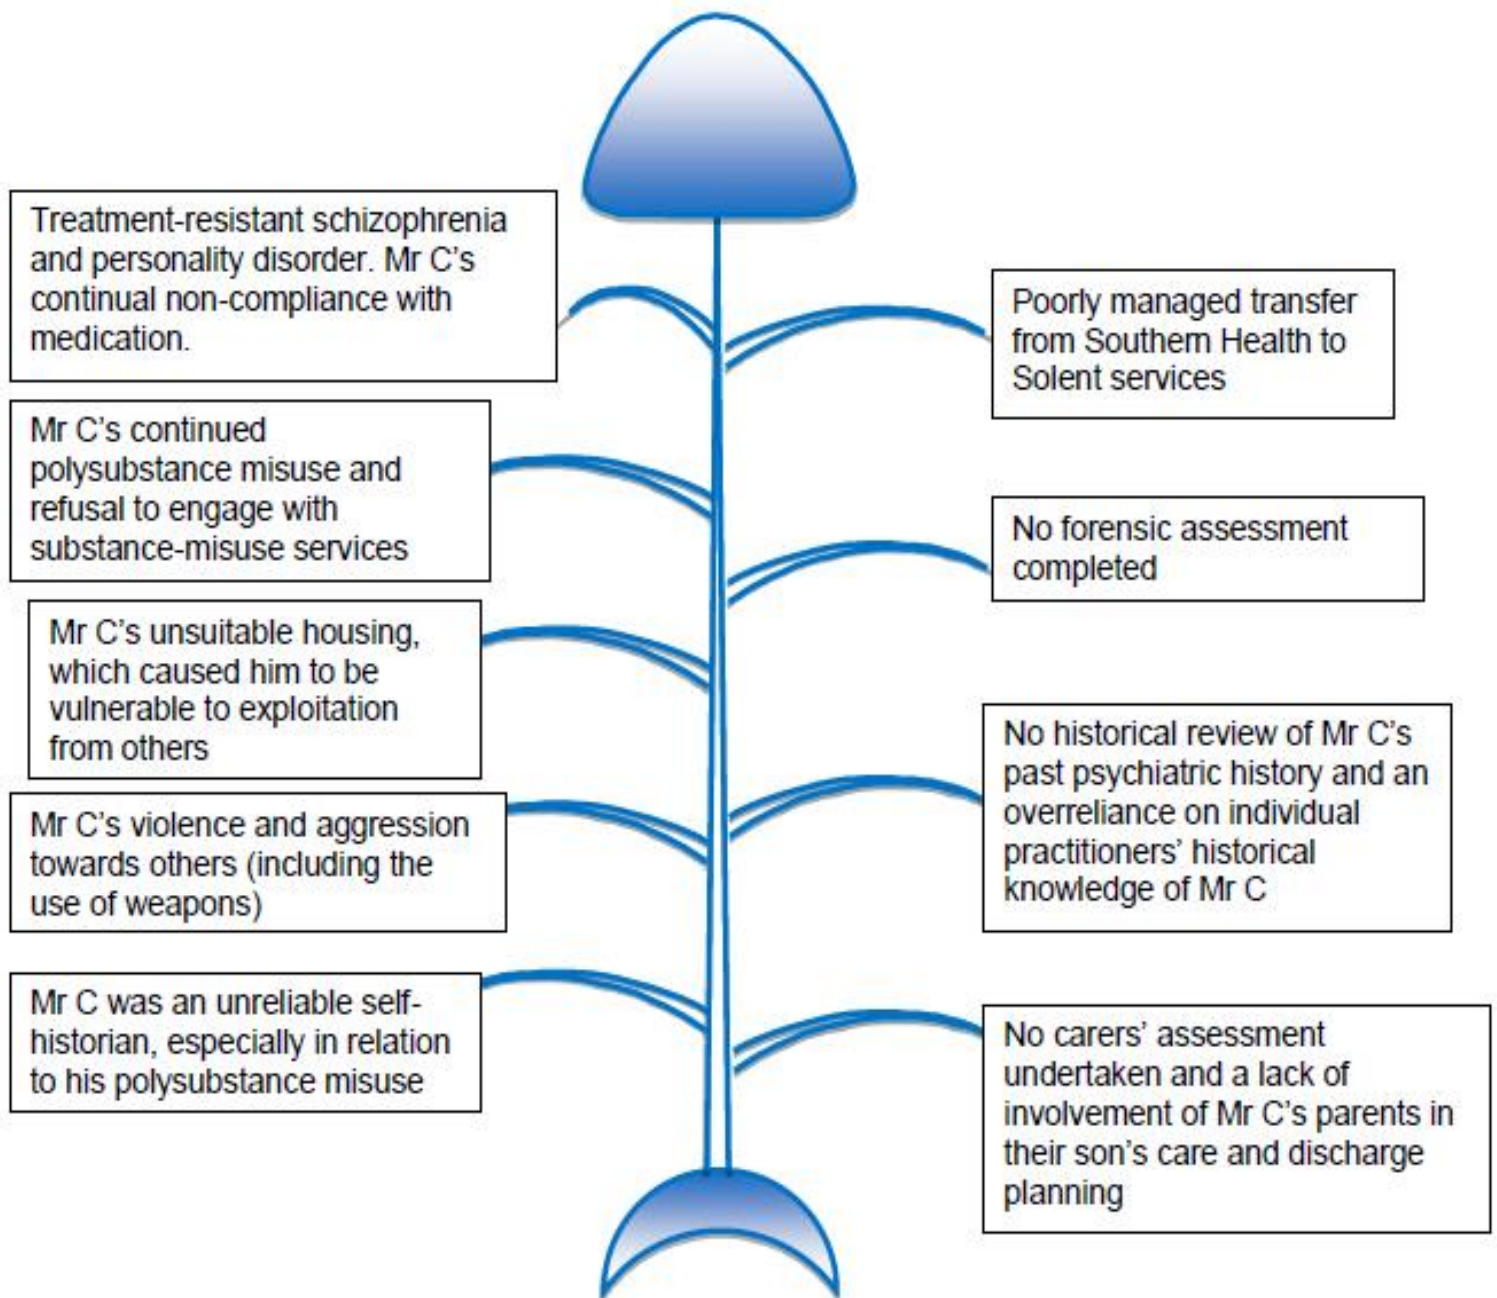 Treatment-resistant schizophrenia
and personality disorder. Mr C’s
continual non-compliance with
medication.
Mr C’s continued
polysubstance misuse and
refusal to engage with
substance-misuse services
Mr C’s unsuitable housing,
which caused him to be
vulnerable to exploitation
from others
Mr C’s violence and aggression
towards others (including the
use of weapons)
Mr C was an unreliable self-
historian, especially in relation
to his polysubstance misuse
Poorly managed transfer
from Southern Health to
Solent services
No forensic assessment
completed
No historical review of Mr C’s
past psychiatric history and an
overreliance on individual
practitioners’ historical
knowledge of Mr C
No carers’ assessment
undertaken and a lack of
involvement of Mr C’s parents in
their son’s care and discharge
planning